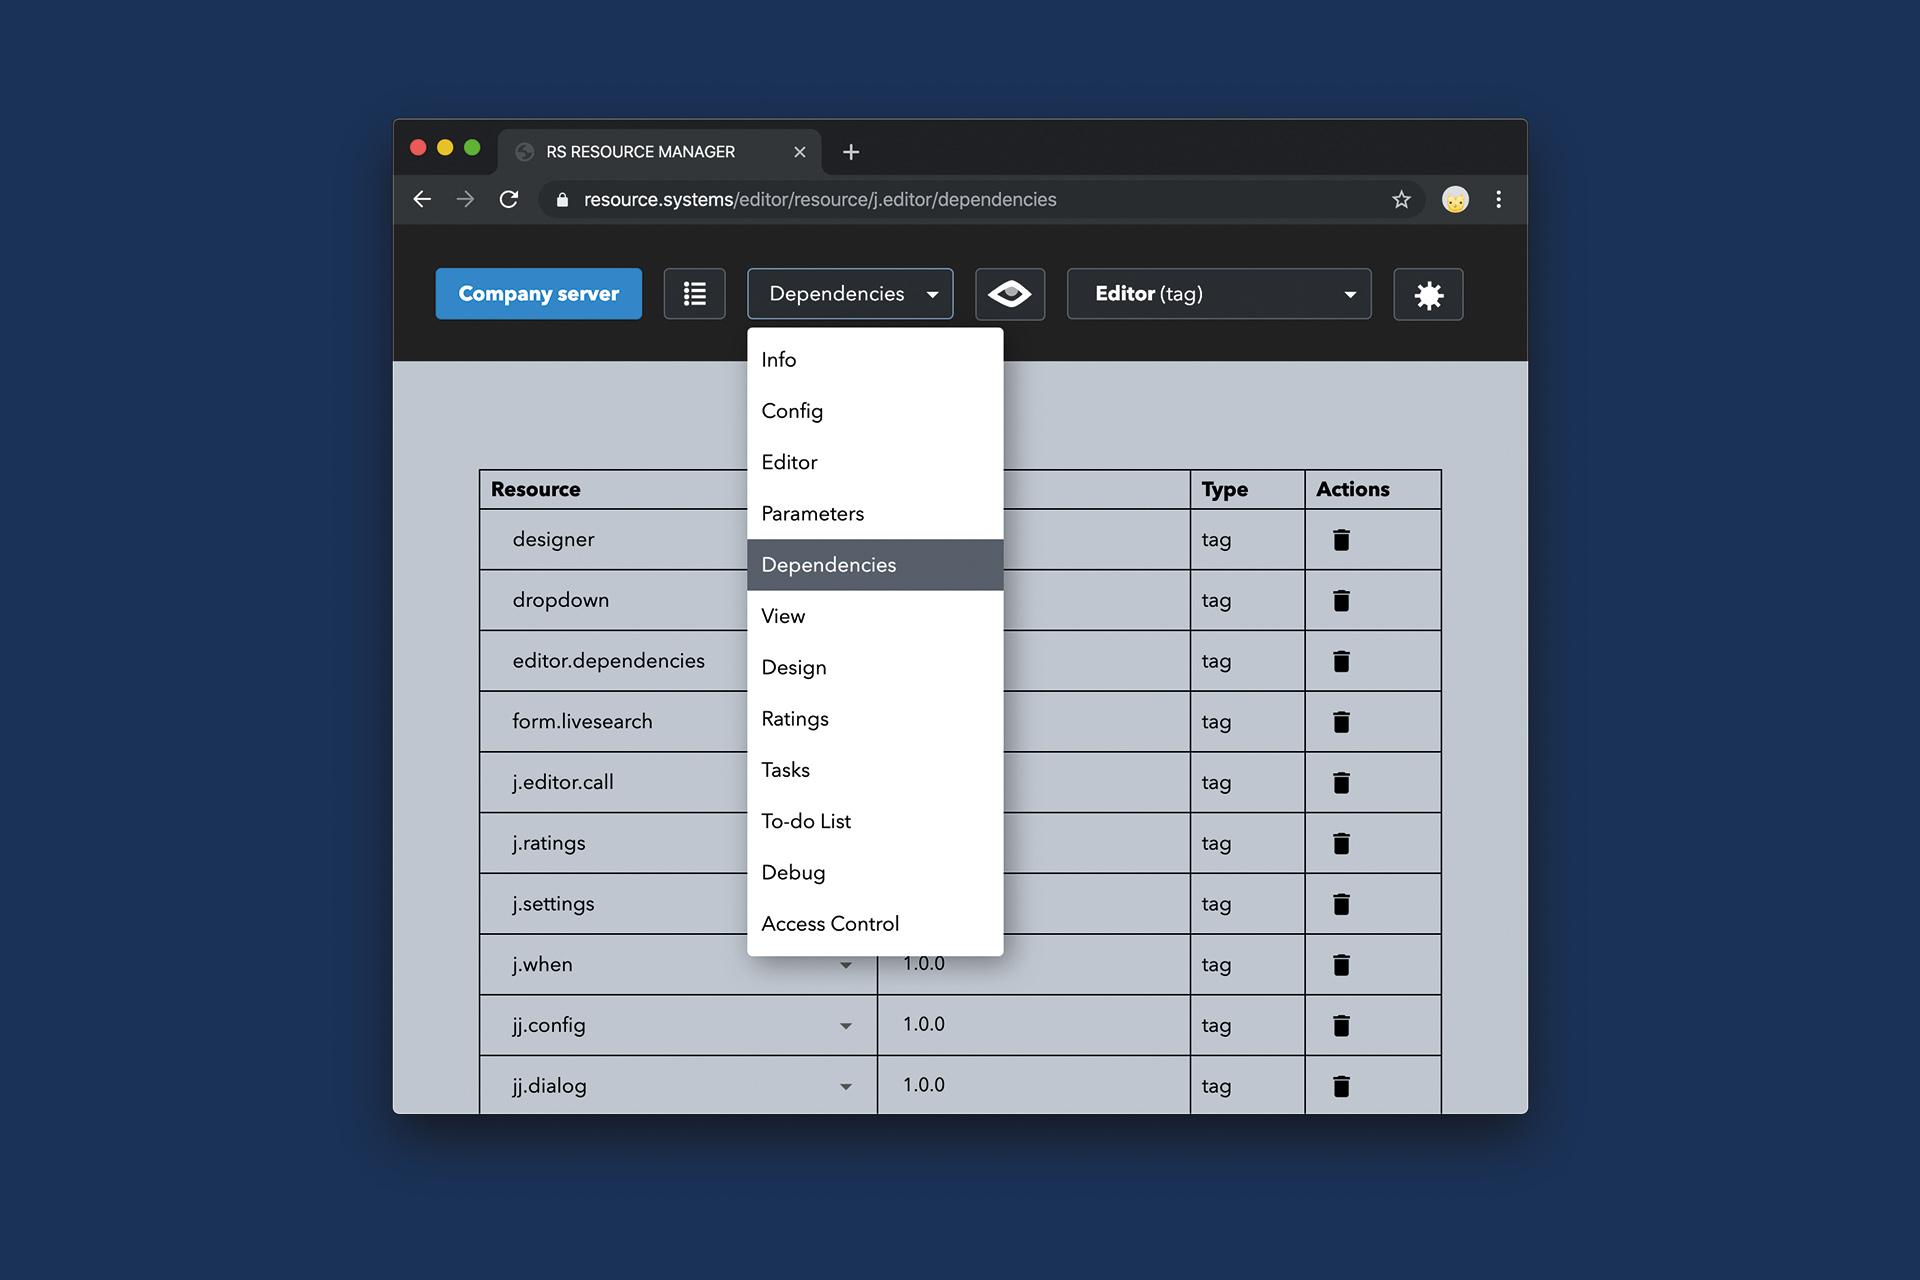 RS RESOURCE MANAGER
resource.systems/editor/resource/j.editor/dependencies
Company server
Dependencies
Editor (tag)
Info
Config
Editor
Parameters
Dependencies
View
Design
Ratings
Tasks
To-do List
Debug
Access Control
Resource Type Actions
designer tag
dropdown tag
editor.dependencies tag
form.livesearch tag
j.editor.call tag
j.ratings tag
j.settings tag
j.when 1.0.0 tag
jj.config 1.0.0 tag
jj.dialog 1.0.0 tag